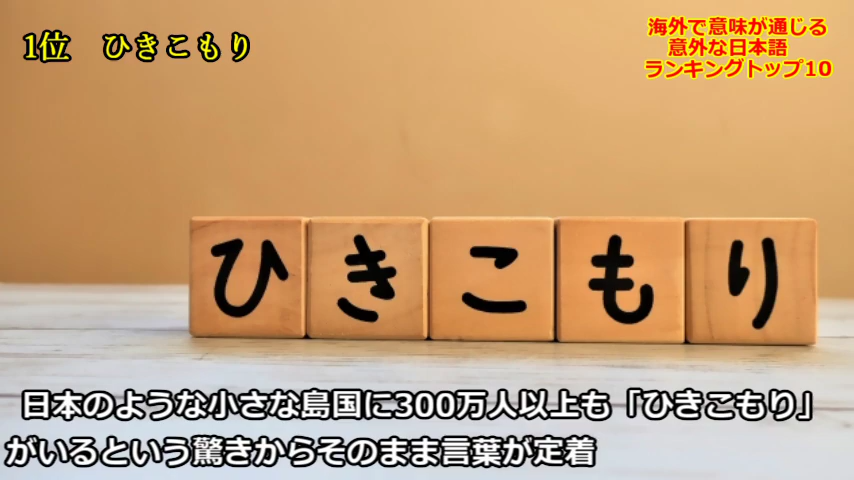 1位 ひきこもり
海外で意味が通じる
意外な日本語
ランキングトップ10
ひきこもり
日本のような小さな島国に300万人以上も「ひきこもり」
がいるという驚きからそのまま言葉が定着